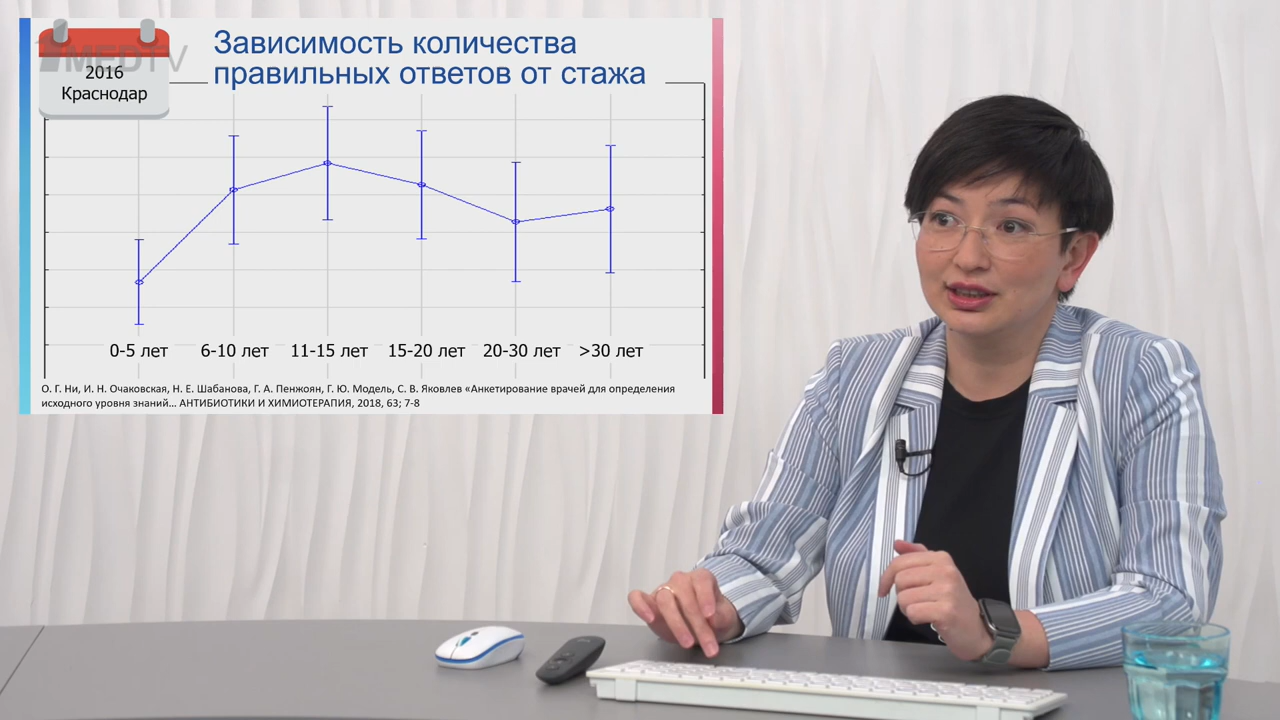 1MEDTV
2016
Краснодар
Зависимость количества
правильных ответов от стажа
0-5 лет 6-10 лет 11-15 лет 15-20 лет 20-30 лет >30 лет
О. Г. Ни, И. Н. Очаковская, Н. Е. Шабанова, Г. А. Пенжоян, Г. Ю. Модель, С. В. Яковлев «Анкетирование врачей для определения
исходного уровня знаний... АНТИБИОТИКИ И ХИМИОТЕРАПИЯ, 2018, 63; 7-8